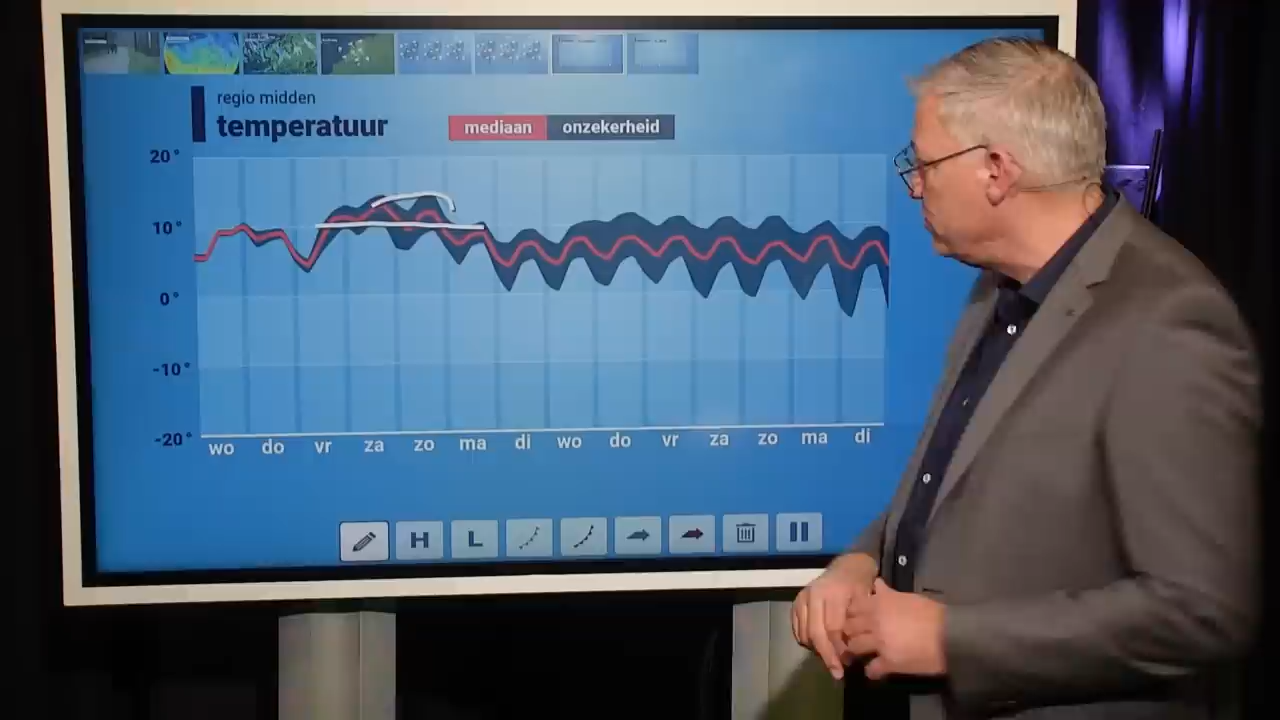 regio midden
temperatuur
mediaan onzekerheid
20°
10°
0°
-10°
-20°
wo do vr za zo ma di wo do vr za zo ma di
H L